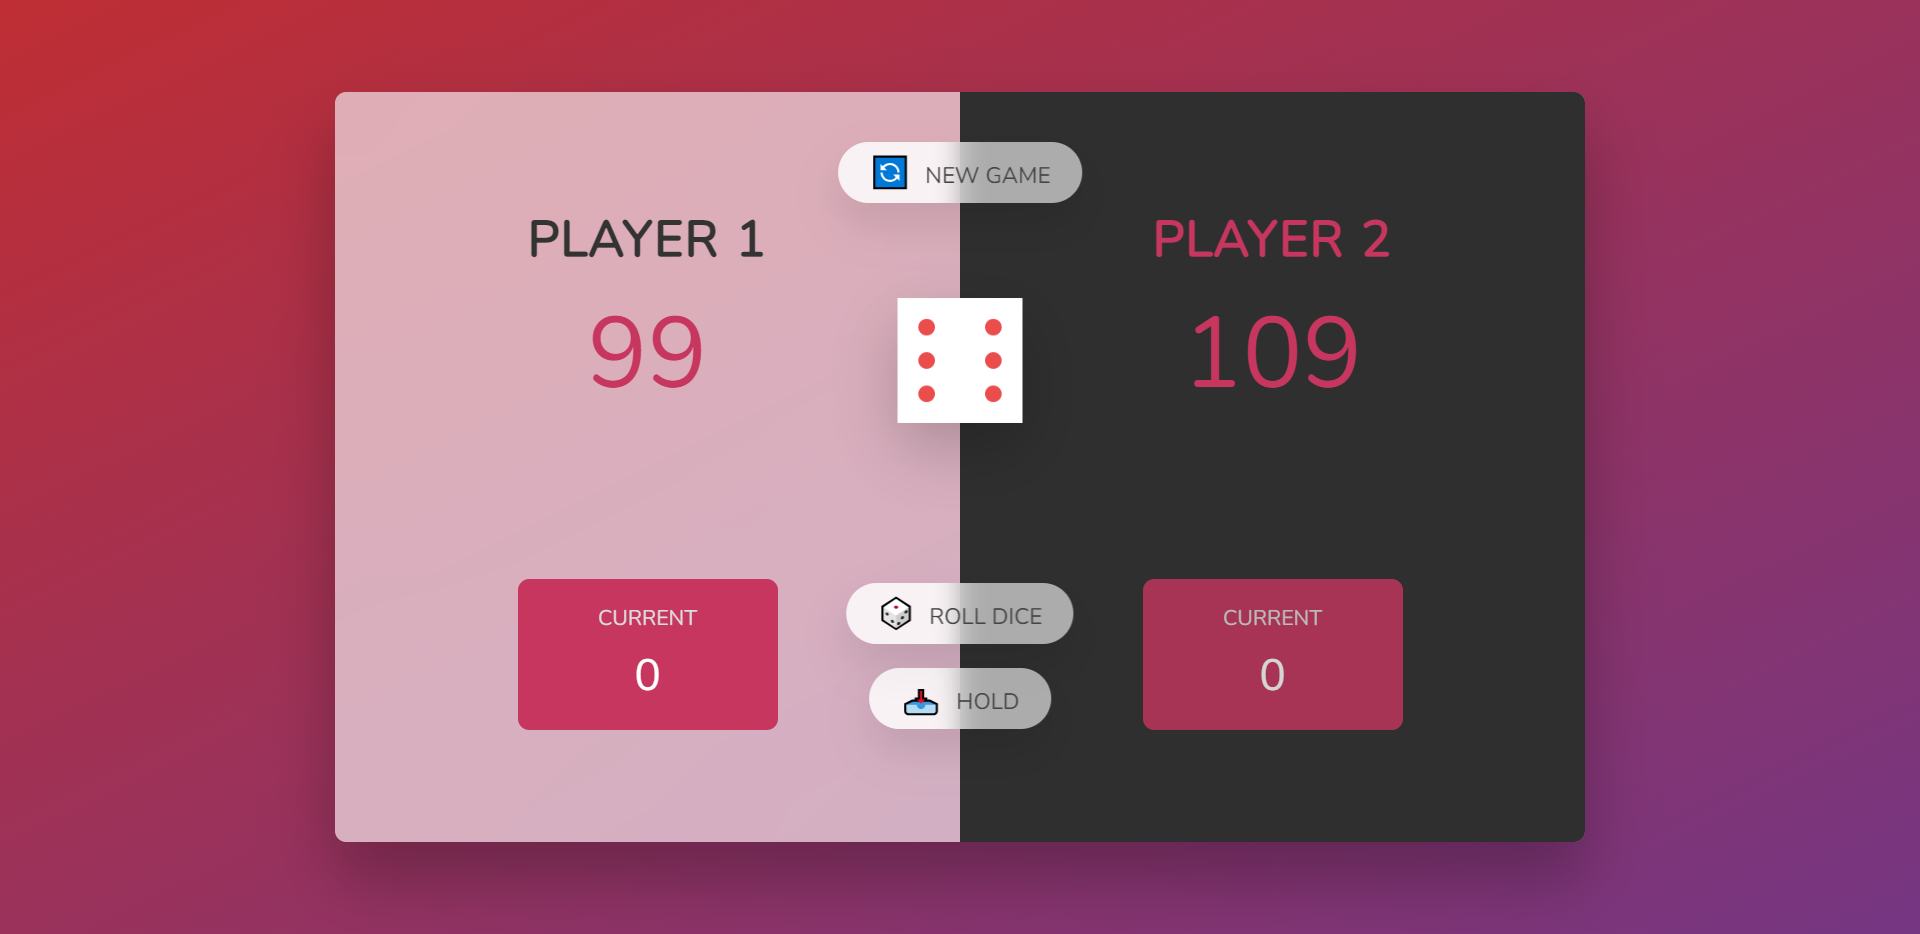 NEW GAME
PLAYER 1
99
PLAYER 2
109
CURRENT
0
ROLL DICE
HOLD
CURRENT
0